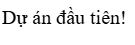 Dự án đầu tiên!